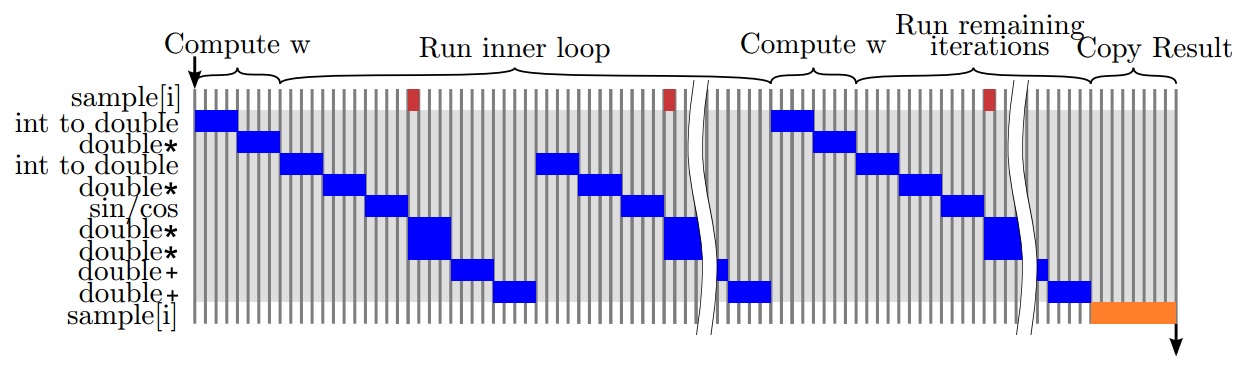 Compute w
Run inner loop
Compute w
Run remaining
iterations
Copy Result
sample[i]
int to double
double*
int to double
double*
sin/cos
double*
double*
double+
double+
sample[i]